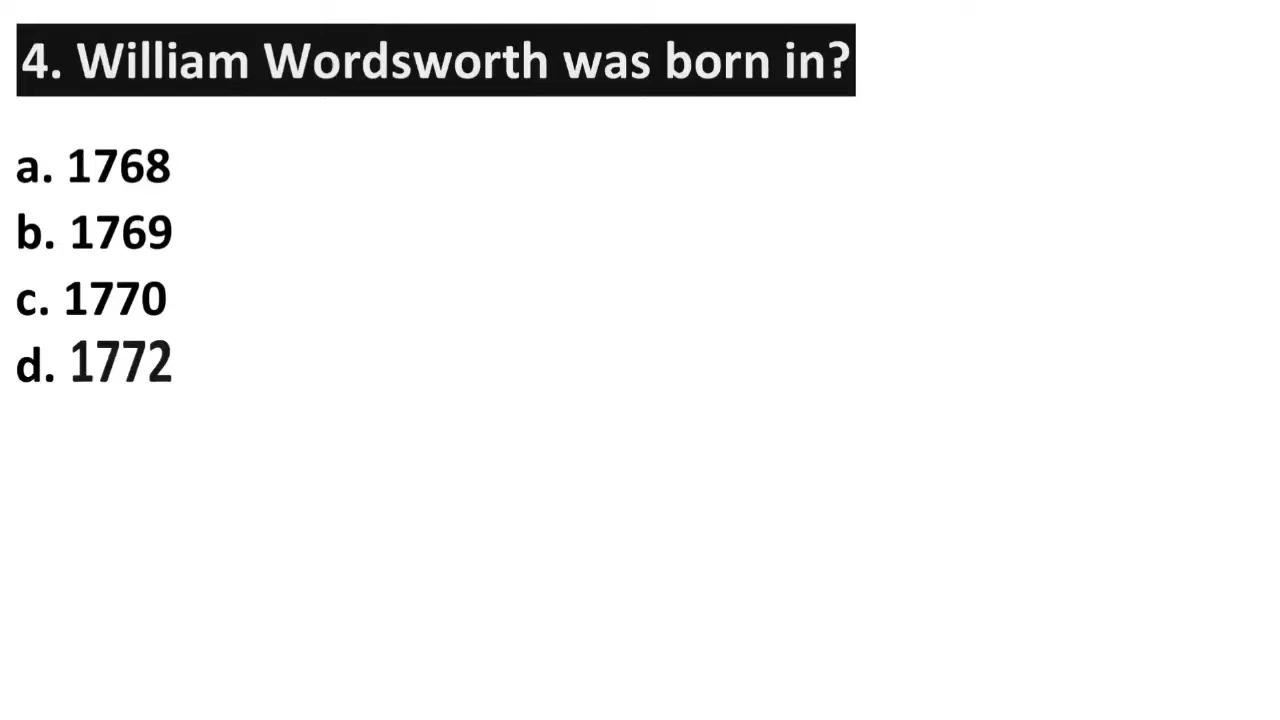 4. William Wordsworth was born in?
a. 1768
b. 1769
c. 1770
d. 1772